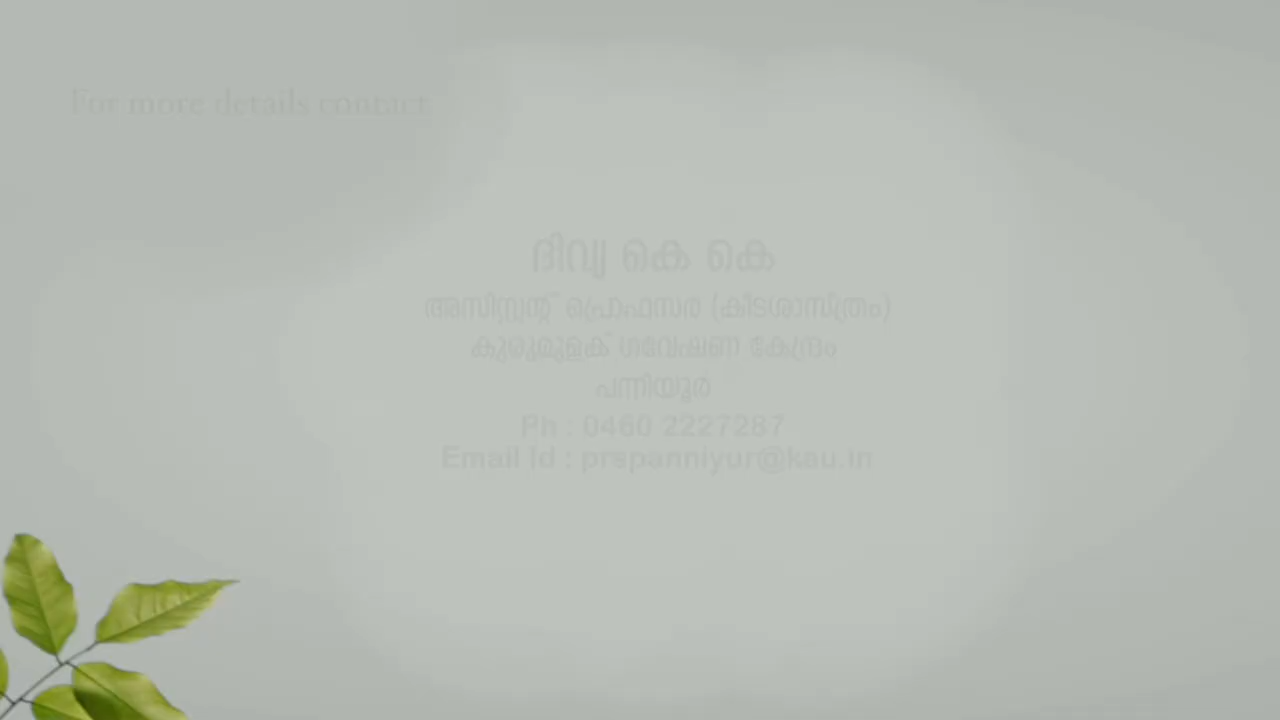 For more details contact
ദിവ്യ കെ കെ
അസിസ്റ്റന്റ് പ്രൊഫസർ (കീടശാസ്ത്രം)
കുരുമുളക് ഗവേഷണ കേന്ദ്രം
പന്നിയൂർ
Ph : 0460 2227287
Email Id : prspanniyur@kau.in